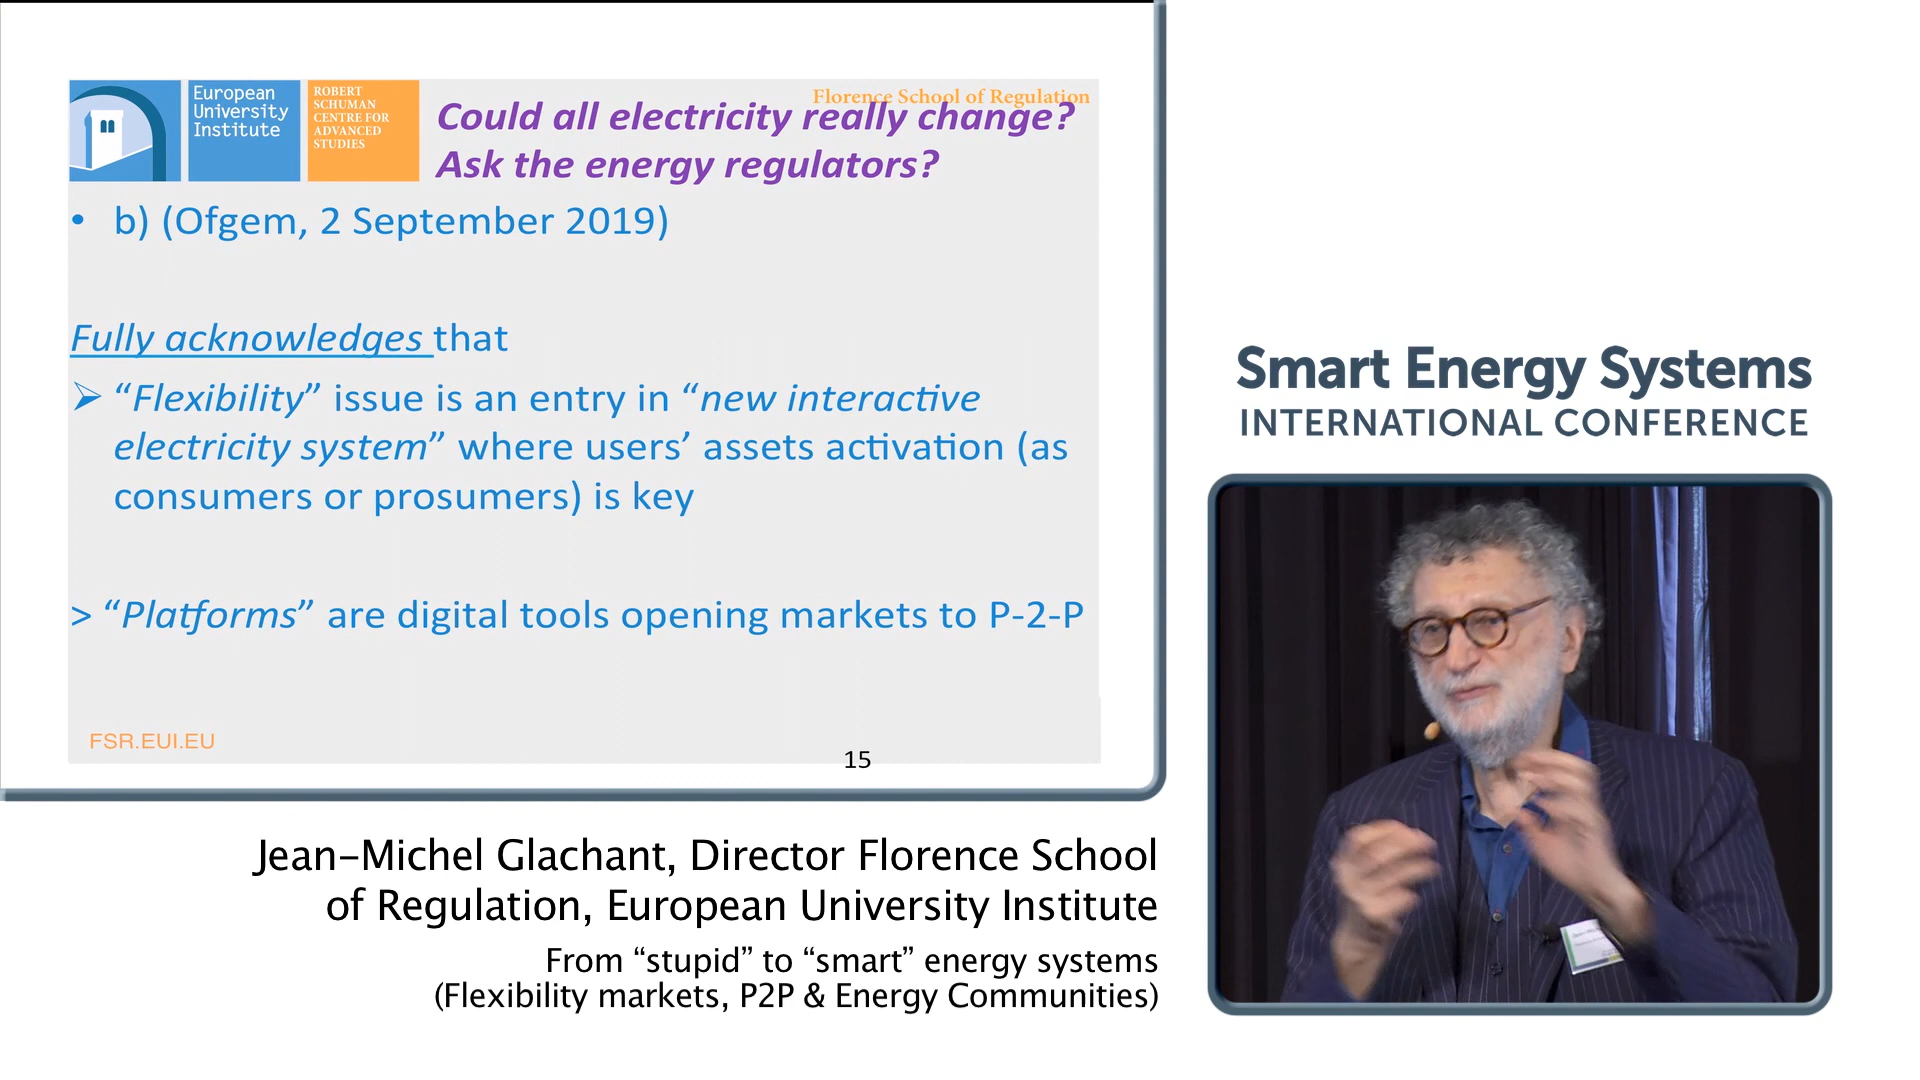 European
University
Institute
ROBERT
SCHUMAN
CENTRE FOR
ADVANCED
STUDIES
Florence School of Regulation
Could all electricity really change?
Ask the energy regulators?
• b) (Ofgem, 2 September 2019)
Fully acknowledges that
➢ “Flexibility” issue is an entry in “new interactive
electricity system” where users’ assets activation (as
consumers or prosumers) is key
> “Platforms” are digital tools opening markets to P-2-P
FSR.EUI.EU
15
Smart Energy Systems
INTERNATIONAL CONFERENCE
Jean-Michel Glachant, Director Florence School
of Regulation, European University Institute
From “stupid” to “smart” energy systems
(Flexibility markets, P2P & Energy Communities)